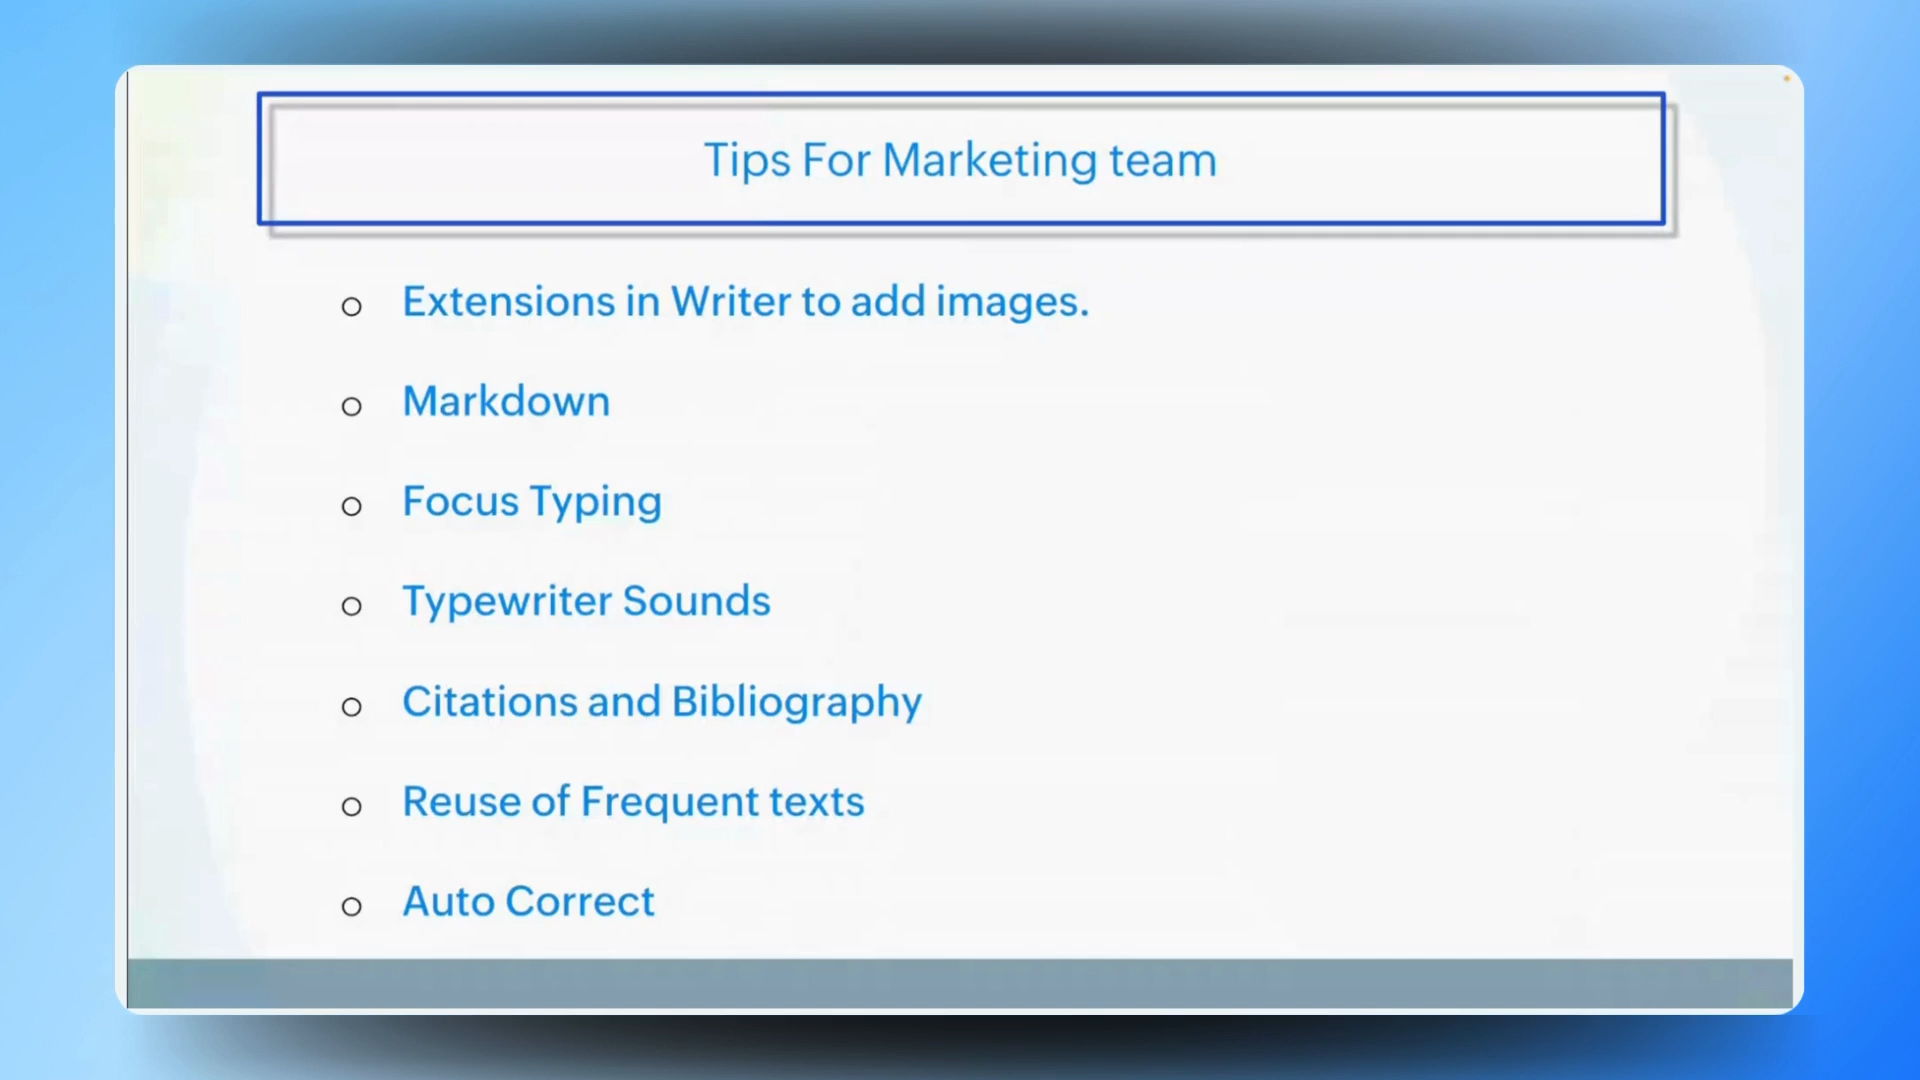 Tips For Marketing team
Extensions in Writer to add images.
Markdown
Focus Typing
Typewriter Sounds
Citations and Bibliography
Reuse of Frequent texts
Auto Correct